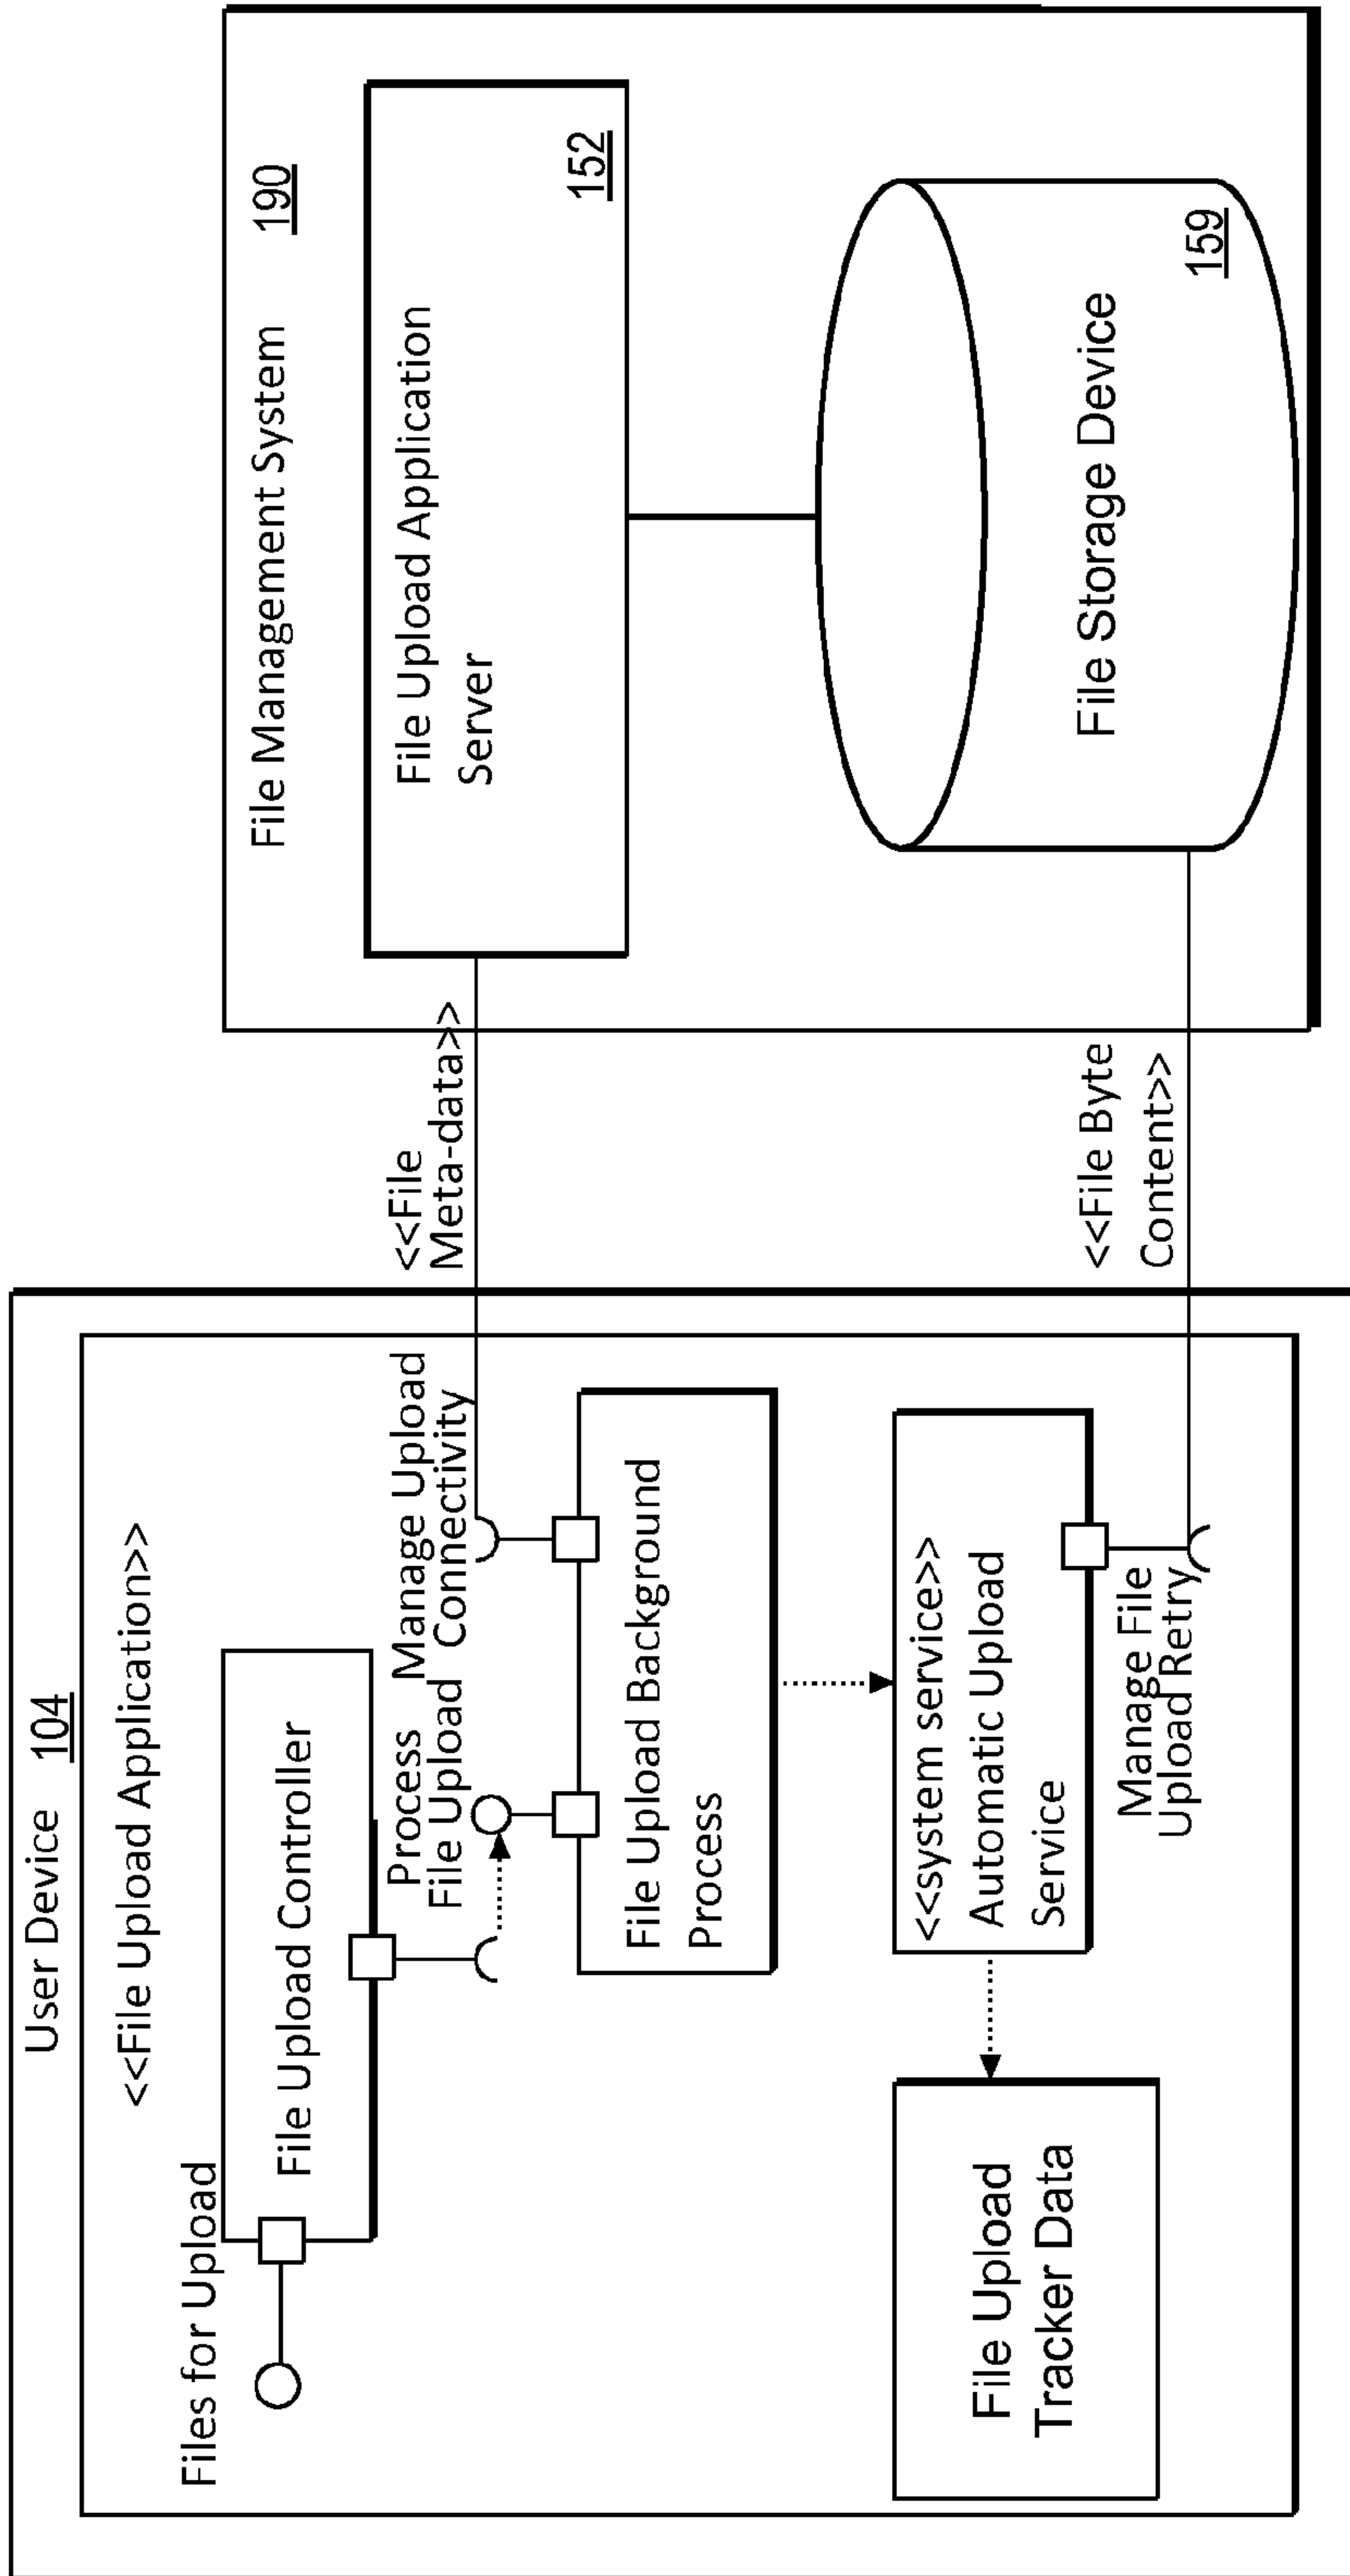 User Device 104
<<File Upload Application>>
Files for Upload
File Upload Controller
Process
File Upload
Manage Upload
Connectivity
File Upload Background
Process
<<system service>>
Automatic Upload
Service
Manage File
Upload Retry
File Upload
Tracker Data
<<File
Meta-data>>
<<File Byte
Content>>
File Management System 190
File Upload Application
Server
152
File Storage Device
159